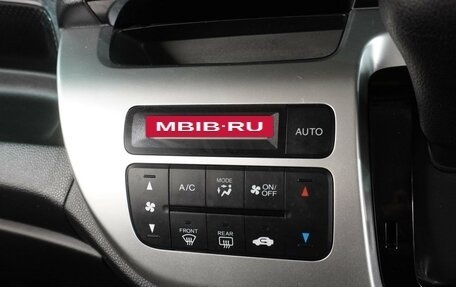 MBIB·RU
AUTO
A/C
MODE
ON/
OFF
FRONT
REAR